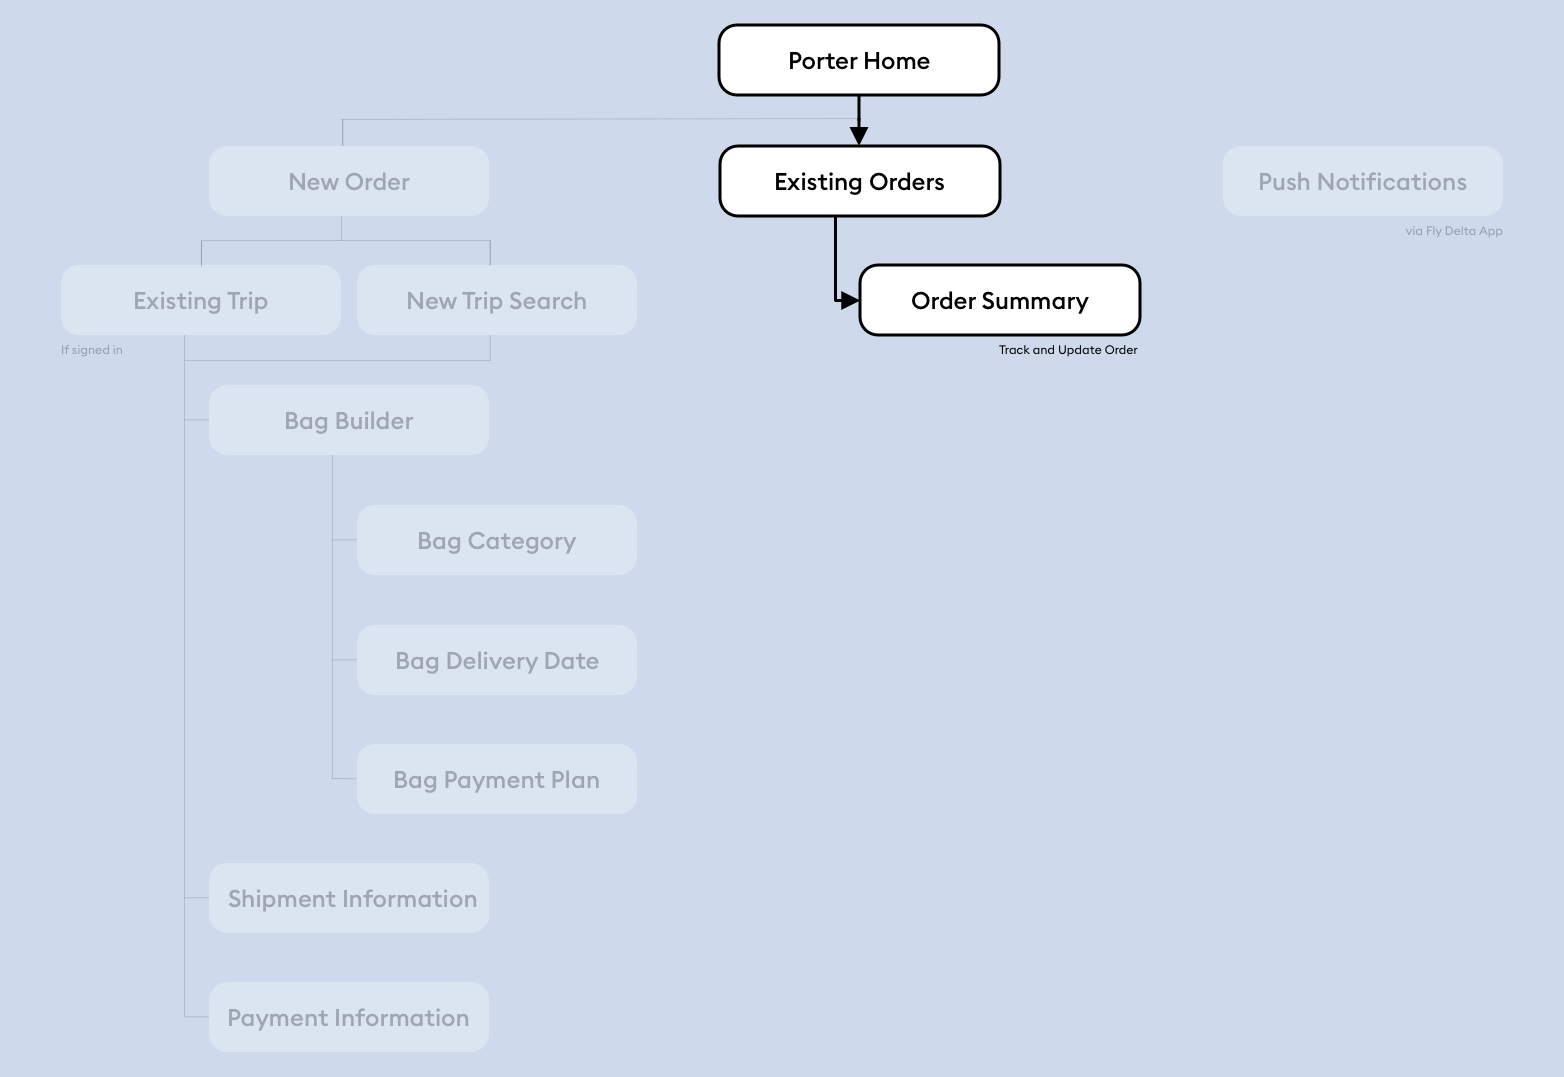 Porter Home
New Order
Existing Orders
Push Notifications
via Fly Delta App
Existing Trip
New Trip Search
Order Summary
If signed in
Track and Update Order
Bag Builder
Bag Category
Bag Delivery Date
Bag Payment Plan
Shipment Information
Payment Information